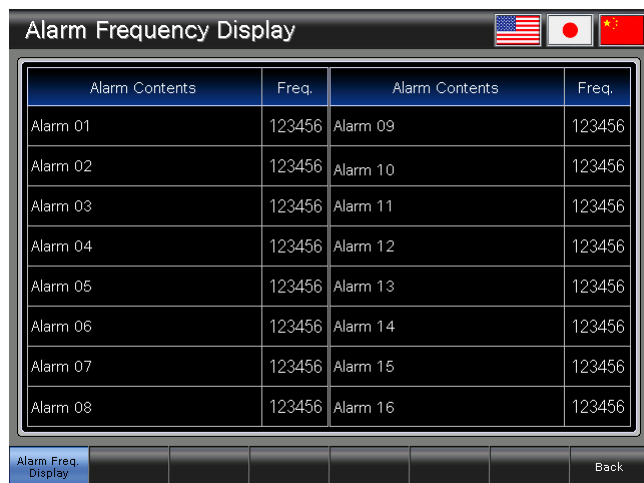 Alarm Frequency Display
Alarm Contents Freq. Alarm Contents Freq.
Alarm 01 123456 Alarm 09 123456
Alarm 02 123456 Alarm 10 123456
Alarm 03 123456 Alarm 11 123456
Alarm 04 123456 Alarm 12 123456
Alarm 05 123456 Alarm 13 123456
Alarm 06 123456 Alarm 14 123456
Alarm 07 123456 Alarm 15 123456
Alarm 08 123456 Alarm 16 123456
Alarm Freq.
Display
Back